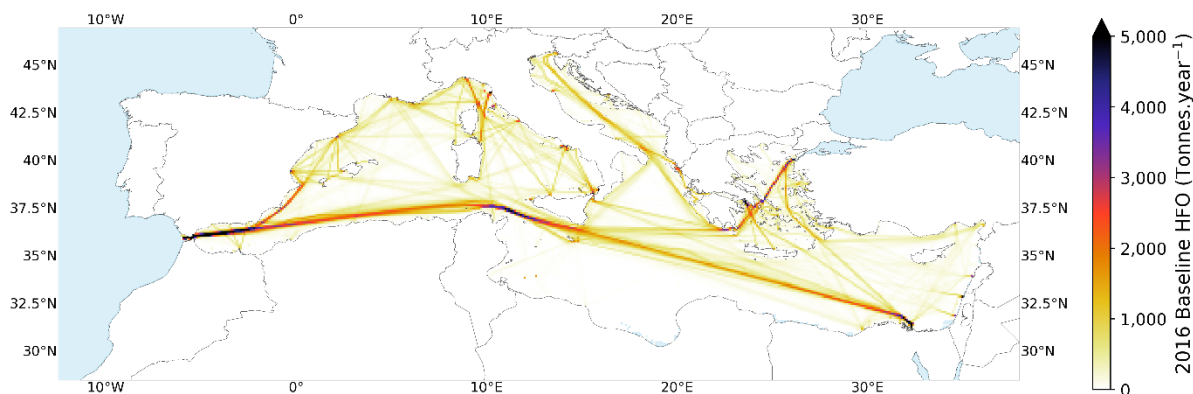 10°W 0° 10°E 20°E 30°E
45°N 45°N
42.5°N 42.5°N
40°N 40°N
37.5°N 37.5°N
35°N 35°N
32.5°N 32.5°N
30°N 30°N
10°W 0° 10°E 20°E 30°E
5,000
4,000
3,000
2,000
1,000
0
2016 Baseline HFO (Tonnes.year⁻¹)